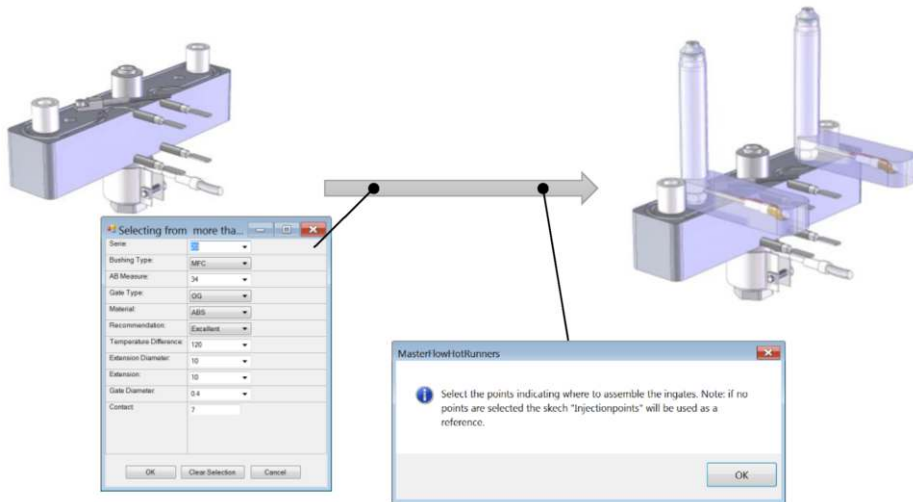 Selecting from more tha...
Serie:
Bushing Type: MFC
AB Measure: 34
Gate Type: OG
Material: ABS
Recommendation: Excellent
Temperature Difference: 120
Extension Diameter: 10
Extension: 10
Gate Diameter: 0.4
Contact: 7
OK Clear Selection Cancel
MasterFlowHotRunners
Select the points indicating where to assemble the ingates. Note: if no
points are selected the skech "Injectionpoints" will be used as a
reference.
OK